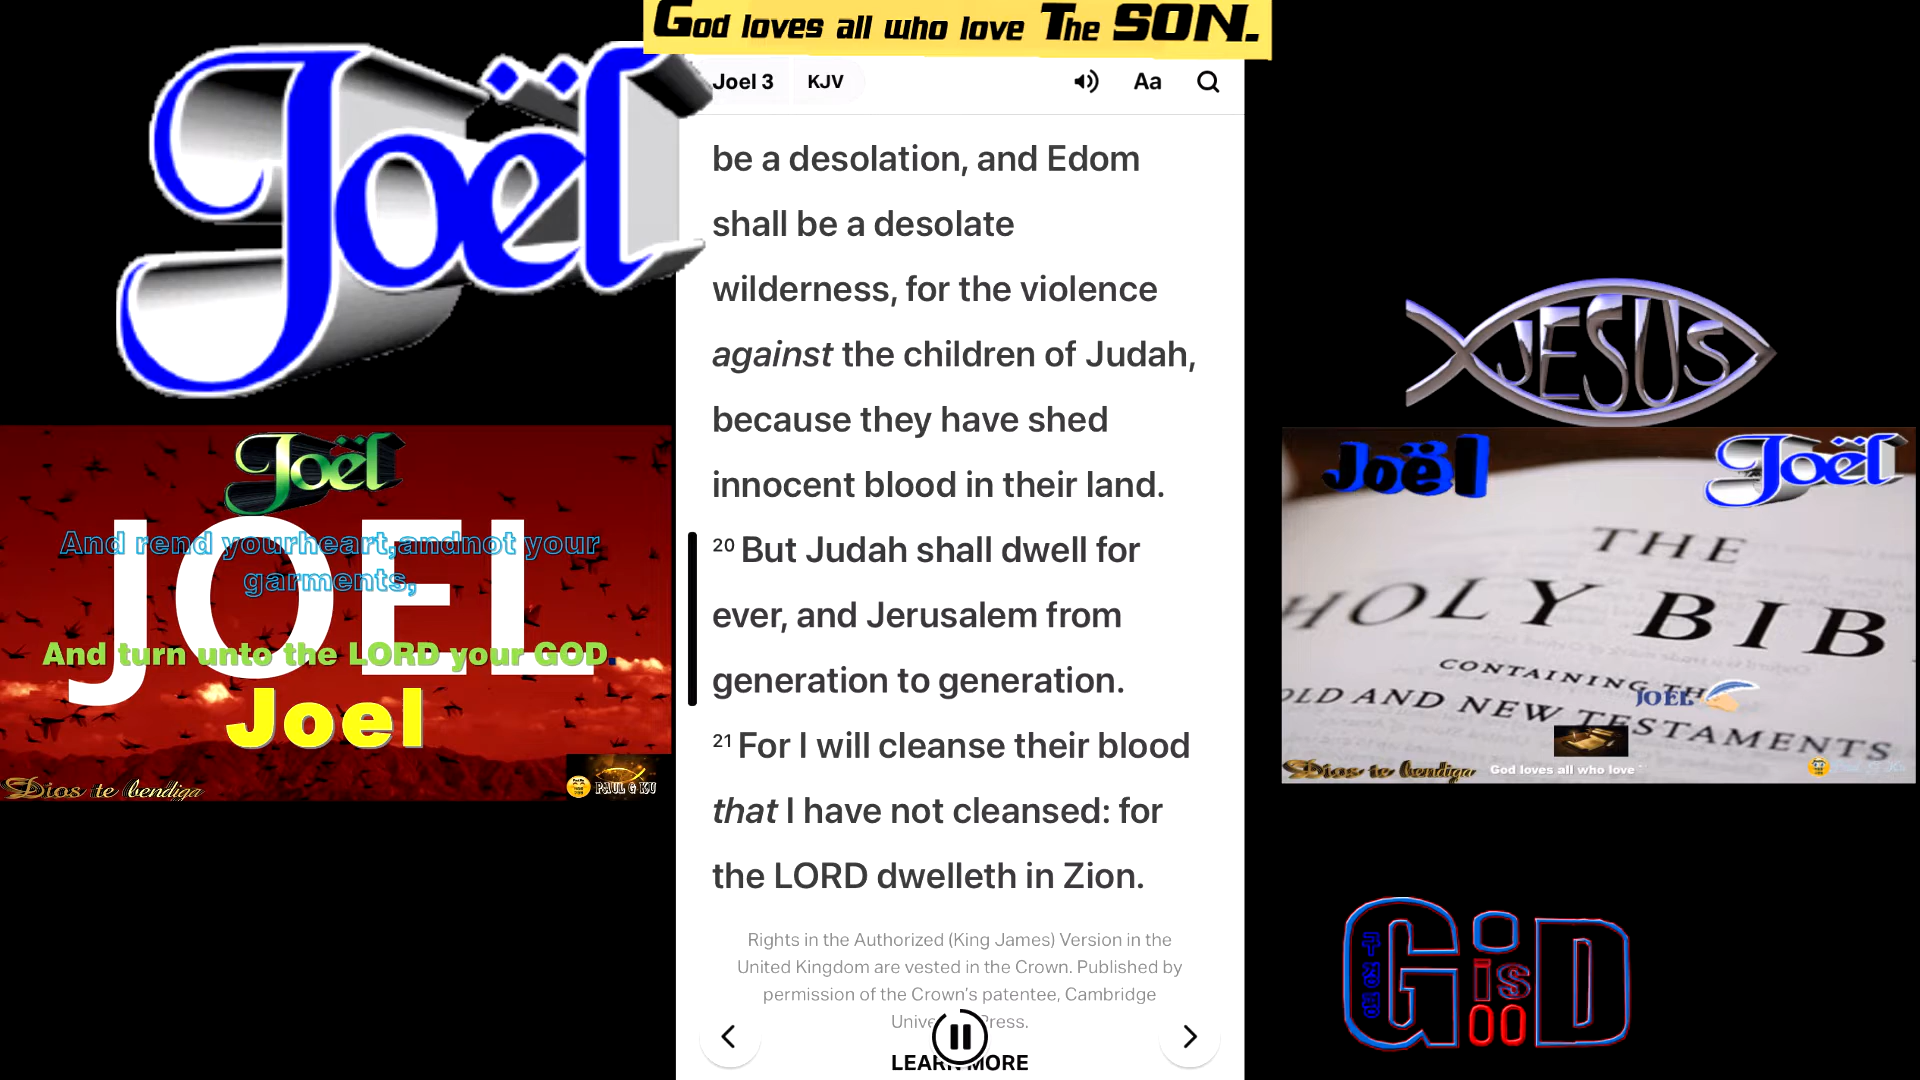 God loves all who love The SON.
Joël
Joel 3 KJV Aa
be a desolation, and Edom
shall be a desolate
wilderness, for the violence
against the children of Judah,
because they have shed
innocent blood in their land.
20 But Judah shall dwell for
ever, and Jerusalem from
generation to generation.
21 For I will cleanse their blood
that I have not cleansed: for
the LORD dwelleth in Zion.
Rights in the Authorized (King James) Version in the
United Kingdom are vested in the Crown. Published by
permission of the Crown's patentee, Cambridge
LEARN MORE
Joël
JOEL
And rend yourheart,andnot your
garments,
And turn unto the LORD your GOD.
Joel
Dios te bendiga
PAUL G KU
JESUS
Joël Joël
THE
HOLY BIB
CONTAINING TH
OLD AND NEW TESTAMENTS
JOEL
Dios te bendiga God loves all who love
GOD
is